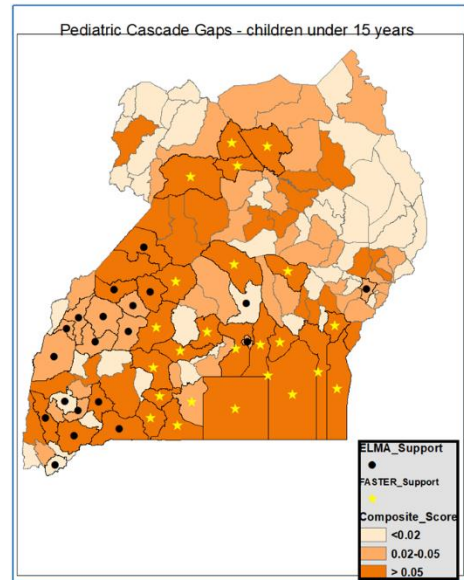 Pediatric Cascade Gaps - children under 15 years
ELMA_Support
FASTER_Support
Composite_Score
<0.02
0.02-0.05
> 0.05